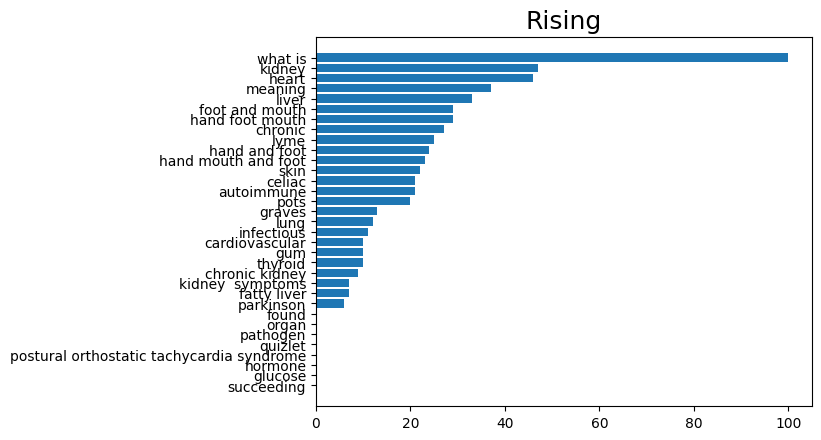 Rising
what is
kidney
heart
meaning
liver
foot and mouth
hand foot mouth
chronic
lyme
hand and foot
hand mouth and foot
skin
celiac
autoimmune
pots
graves
lung
infectious
cardiovascular
gum
thyroid
chronic kidney
kidney  symptoms
fatty liver
parkinson
found
organ
pathogen
quizlet
postural orthostatic tachycardia syndrome
hormone
glucose
succeeding
0 20 40 60 80 100